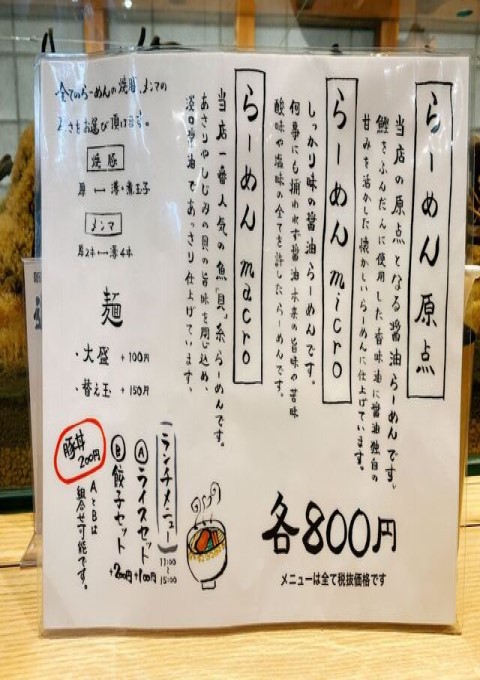 らーめん 原点
当店の原点となる醤油らーめんです。
鰹をふんだんに使用した香味油に醤油独自の
甘みを活かした懐かしいらーめんに仕上げています。
らーめん micro
しっかり味の醤油らーめんです。
何事にも捕われず醤油本来の旨味や苦味
酸味や塩味の全てを許したらーめんです。
らーめん macro
当店一番人気の魚「貝」系らーめんです。
あさりやしじみの貝の旨味を閉じ込め、
淡口醤油であっさり仕上げています。
全てのらーめんの焼豚、メンマの
厚さをお選び頂けます。
焼豚
厚 ↔ 薄・煮玉子
メンマ
厚2本 ↔ 薄4本
麺
・大盛 +100円
・替え玉 +150円
各800円
メニューは全て税抜価格です
ランチメニュー
11:00~15:00
Ⓐライスセット +100円
Ⓑ餃子セット +200円
AとBは
組合せ可能です。
豚丼
200円